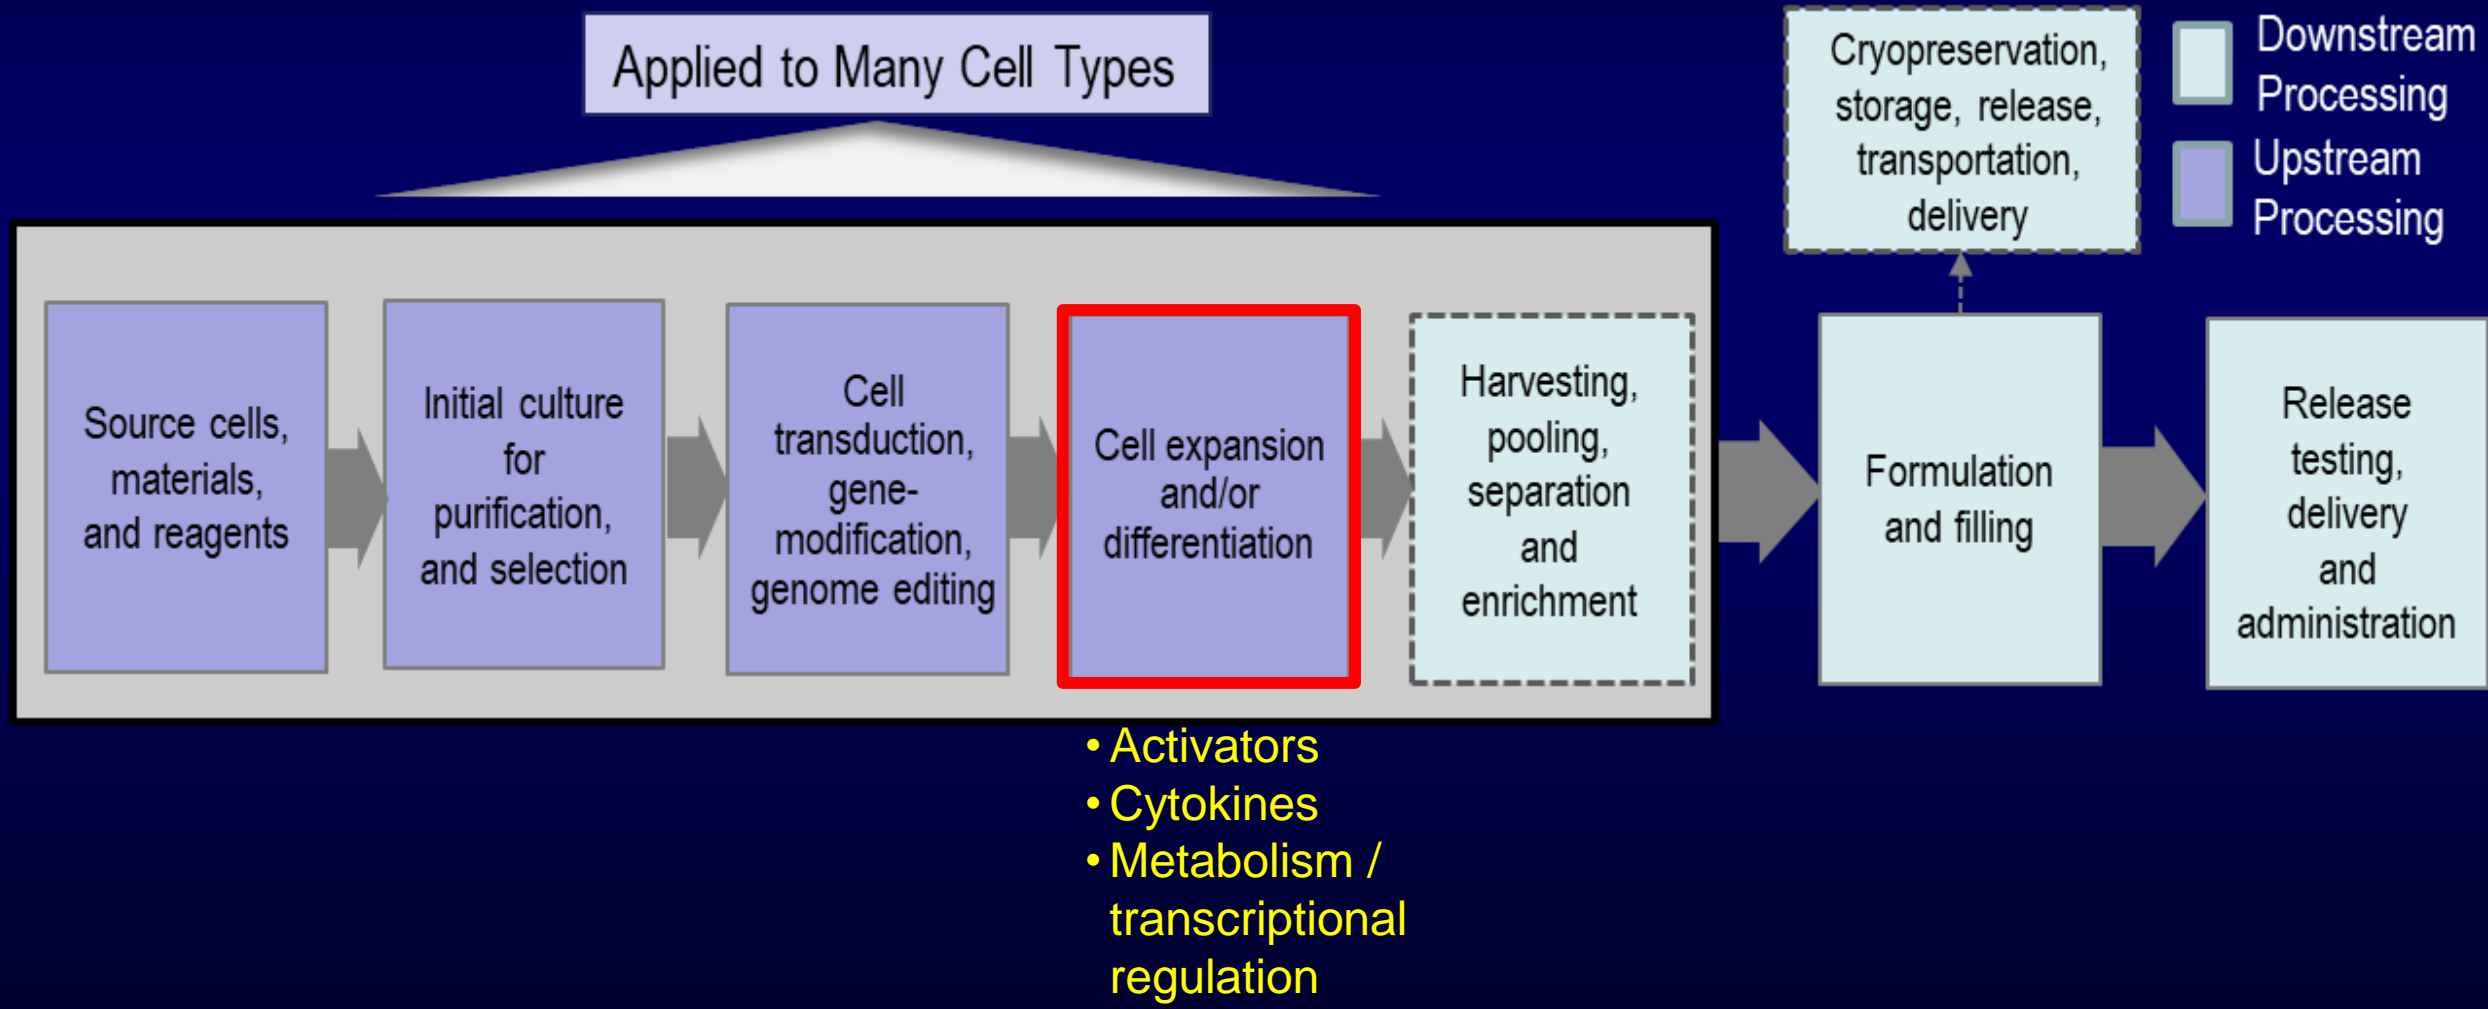 Applied to Many Cell Types
Cryopreservation,
storage, release,
transportation,
delivery
Downstream
Processing
Upstream
Processing
Source cells,
materials,
and reagents
Initial culture
for
purification,
and selection
Cell
transduction,
gene-
modification,
genome editing
Cell expansion
and/or
differentiation
Harvesting,
pooling,
separation
and
enrichment
Formulation
and filling
Release
testing,
delivery
and
administration
• Activators
• Cytokines
• Metabolism /
transcriptional
regulation